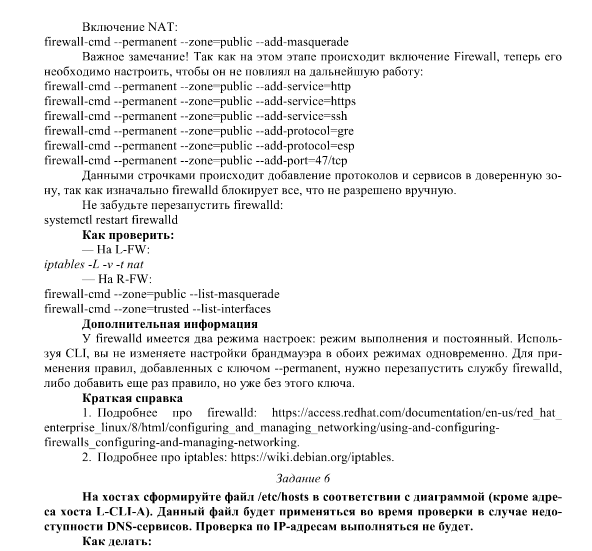 Включение NAT:
firewall-cmd --permanent --zone=public --add-masquerade
Важное замечание! Так как на этом этапе происходит включение Firewall, теперь его
необходимо настроить, чтобы он не повлиял на дальнейшую работу:
firewall-cmd --permanent --zone=public --add-service=http
firewall-cmd --permanent --zone=public --add-service=https
firewall-cmd --permanent --zone=public --add-service=ssh
firewall-cmd --permanent --zone=public --add-protocol=gre
firewall-cmd --permanent --zone=public --add-protocol=esp
firewall-cmd --permanent --zone=public --add-port=47/tcp
Данными строчками происходит добавление протоколов и сервисов в доверенную зо-
ну, так как изначально firewalld блокирует все, что не разрешено вручную.
Не забудьте перезапустить firewalld:
systemctl restart firewalld
Как проверить:
— На L-FW:
iptables -L -v -t nat
— На R-FW:
firewall-cmd --zone=public --list-masquerade
firewall-cmd --zone=trusted --list-interfaces
Дополнительная информация
У firewalld имеется два режима настроек: режим выполнения и постоянный. Исполь-
зуя CLI, вы не изменяете настройки брандмауэра в обоих режимах одновременно. Для при-
менения правил, добавленных с ключом --permanent, нужно перезапустить службу firewalld,
либо добавить еще раз правило, но уже без этого ключа.
Краткая справка
1. Подробнее про firewalld: https://access.redhat.com/documentation/en-us/red_hat_
enterprise_linux/8/html/configuring_and_managing_networking/using-and-configuring-
firewalls_configuring-and-managing-networking.
2. Подробнее про iptables: https://wiki.debian.org/iptables.
Задание 6
На хостах сформируйте файл /etc/hosts в соответствии с диаграммой (кроме адре-
са хоста L-CLI-A). Данный файл будет применяться во время проверки в случае недо-
ступности DNS-сервисов. Проверка по IP-адресам выполняться не будет.
Как делать: